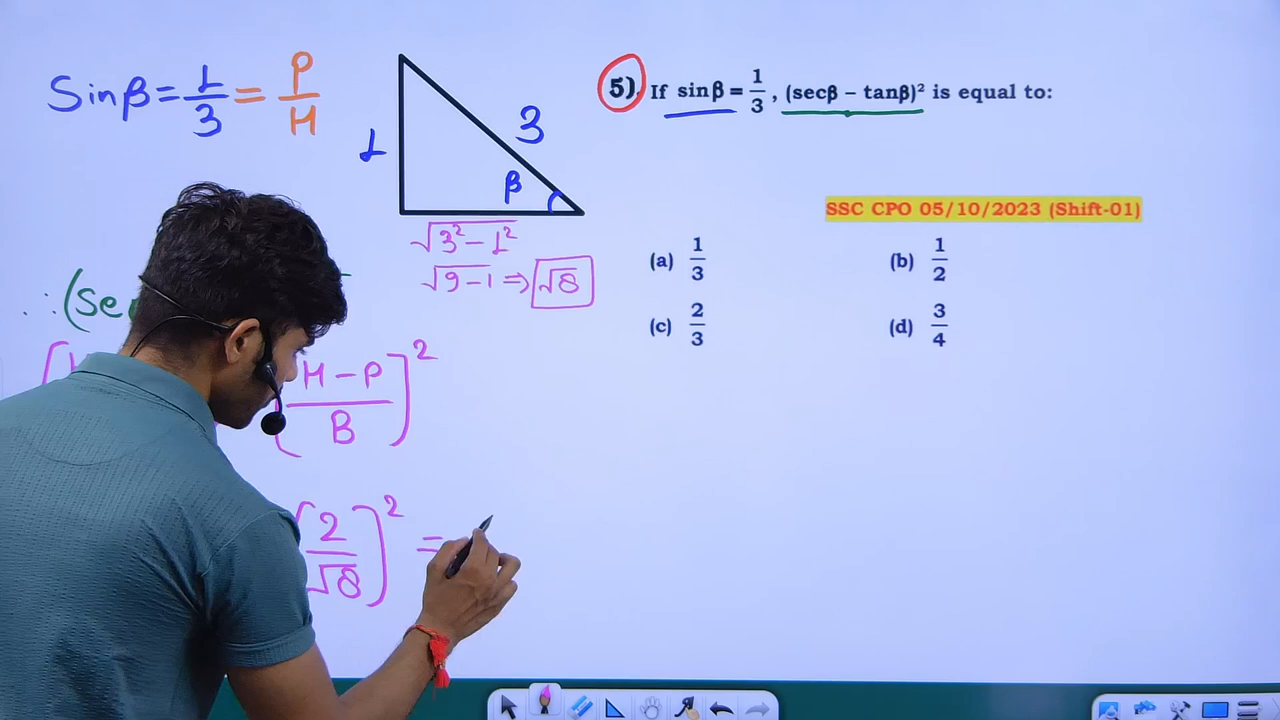 Sinβ = 1/3 = P/H
1
3
β
√3² - 1²
√9-1 ⇒ √8
∴ (sec
[H-P/B]²
[2/√8]² =
5). If sinβ = 1/3, (secβ − tanβ)² is equal to:
SSC CPO 05/10/2023 (Shift-01)
(a) 1/3 (b) 1/2
(c) 2/3 (d) 3/4